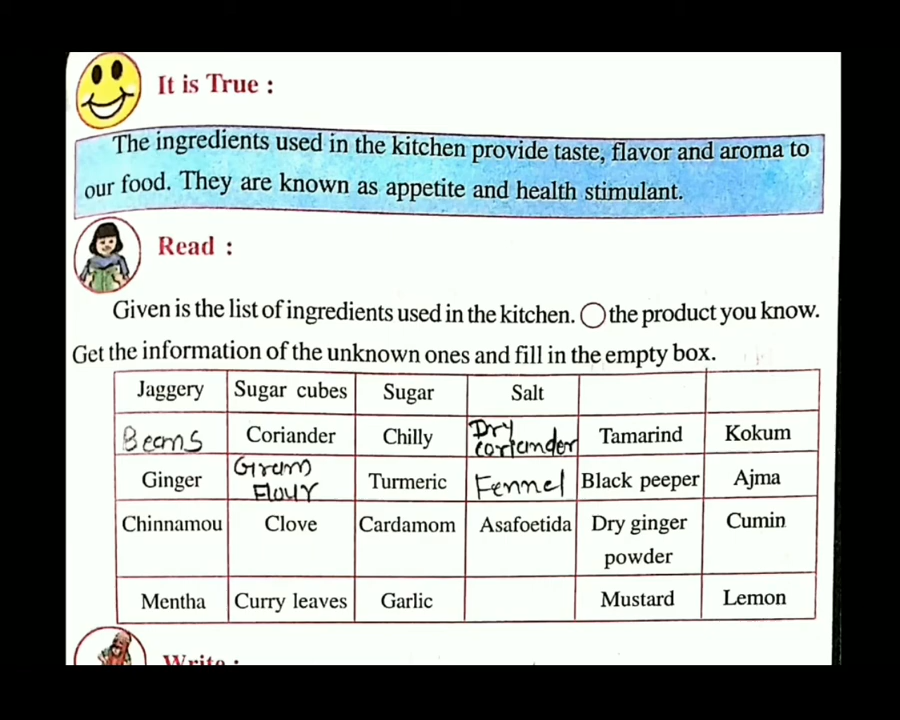 It is True :
The ingredients used in the kitchen provide taste, flavor and aroma to
our food. They are known as appetite and health stimulant.
Read :
Given is the list of ingredients used in the kitchen. the product you know.
Get the information of the unknown ones and fill in the empty box.
Jaggery Sugar cubes Sugar Salt
Beans Coriander Chilly Dry coriander Tamarind Kokum
Ginger Gram Flour Turmeric Fennel Black peeper Ajma
Chinnamou Clove Cardamom Asafoetida Dry ginger powder Cumin
Mentha Curry leaves Garlic Mustard Lemon
Write :